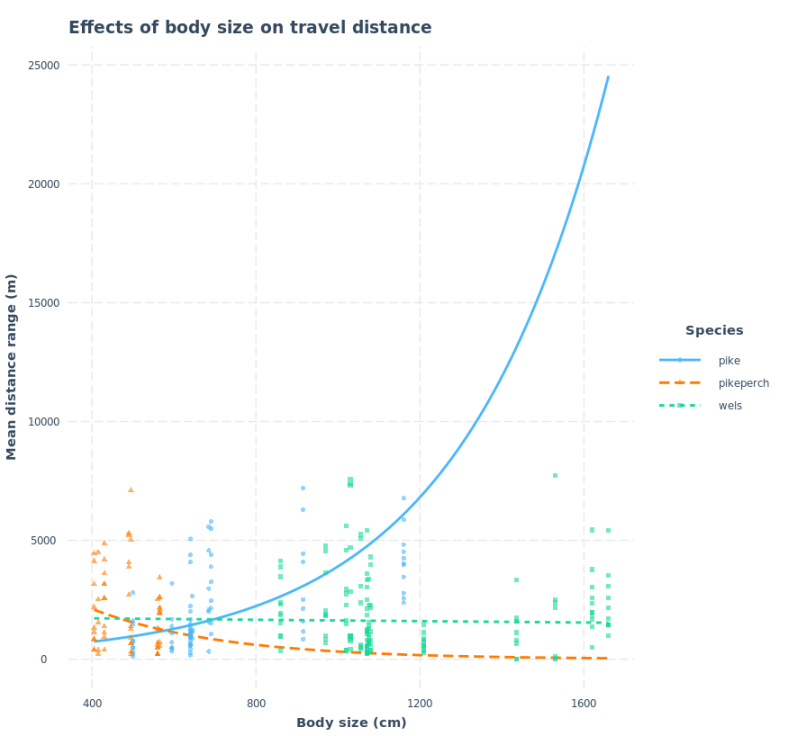 Effects of body size on travel distance
25000
20000
15000
10000
5000
0
Mean distance range (m)
400 800 1200 1600
Body size (cm)
Species
pike
pikeperch
wels